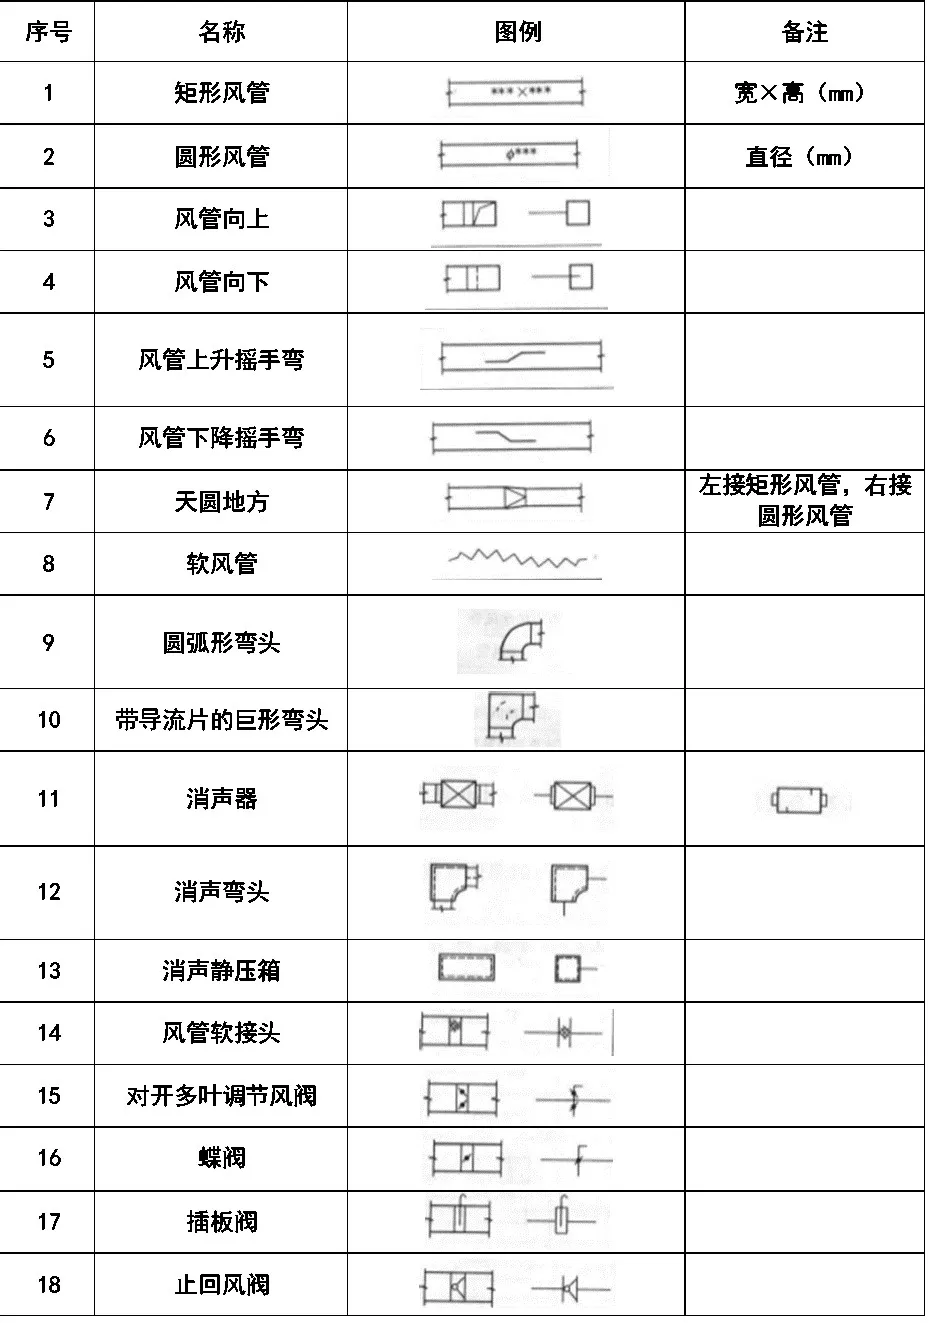 序号 名称 图例 备注
1 矩形风管 ***×*** 宽×高（mm）
2 圆形风管 φ*** 直径（mm）
3 风管向上
4 风管向下
5 风管上升摇手弯
6 风管下降摇手弯
7 天圆地方 左接矩形风管，右接
圆形风管
8 软风管
9 圆弧形弯头
10 带导流片的巨形弯头
11 消声器
12 消声弯头
13 消声静压箱
14 风管软接头
15 对开多叶调节风阀
16 蝶阀
17 插板阀
18 止回风阀